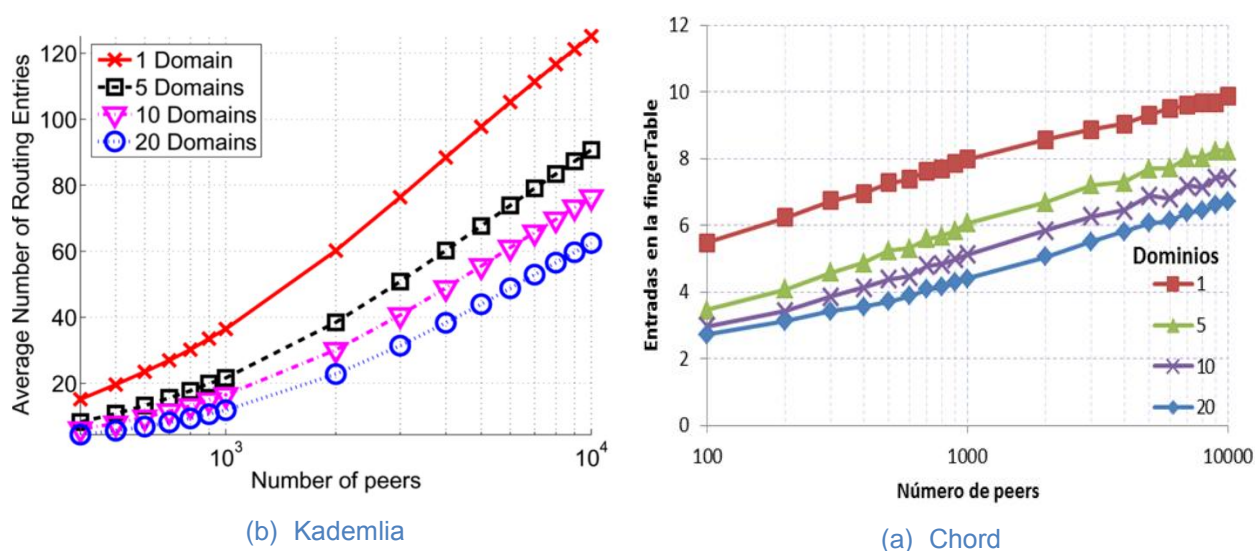 Average Number of Routing Entries
120
100
80
60
40
20
1 Domain
5 Domains
10 Domains
20 Domains
10³
10⁴
Number of peers
(b) Kademlia
Entradas en la fingerTable
12
10
8
6
4
2
0
Dominios
1
5
10
20
100
1000
10000
Número de peers
(a) Chord